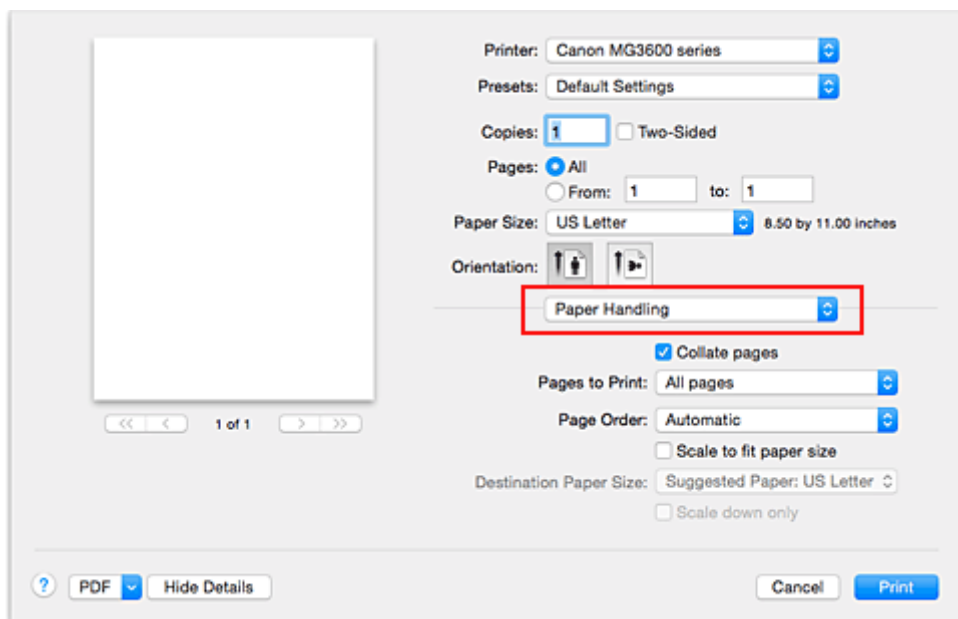 Printer: Canon MG3600 series
Presets: Default Settings
Copies: 1 Two-Sided
Pages: All
From: 1 to: 1
Paper Size: US Letter 8.50 by 11.00 inches
Orientation:
Paper Handling
Collate pages
Pages to Print: All pages
Page Order: Automatic
Scale to fit paper size
Destination Paper Size: Suggested Paper: US Letter
Scale down only
<< < 1 of 1 > >>
? PDF Hide Details Cancel Print